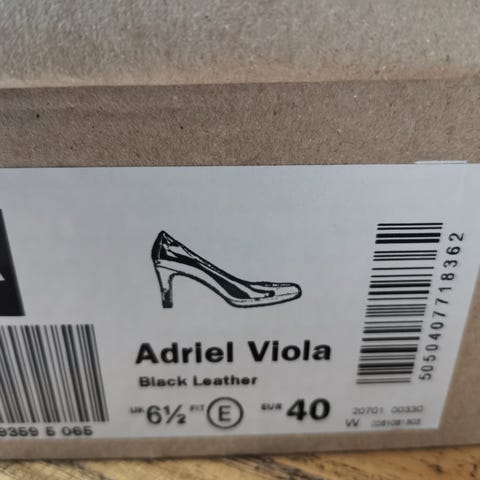 Adriel Viola
Black Leather
UK 6½ FIT E EUR 40
5050407718362
20701 00330
W
9359 5 065